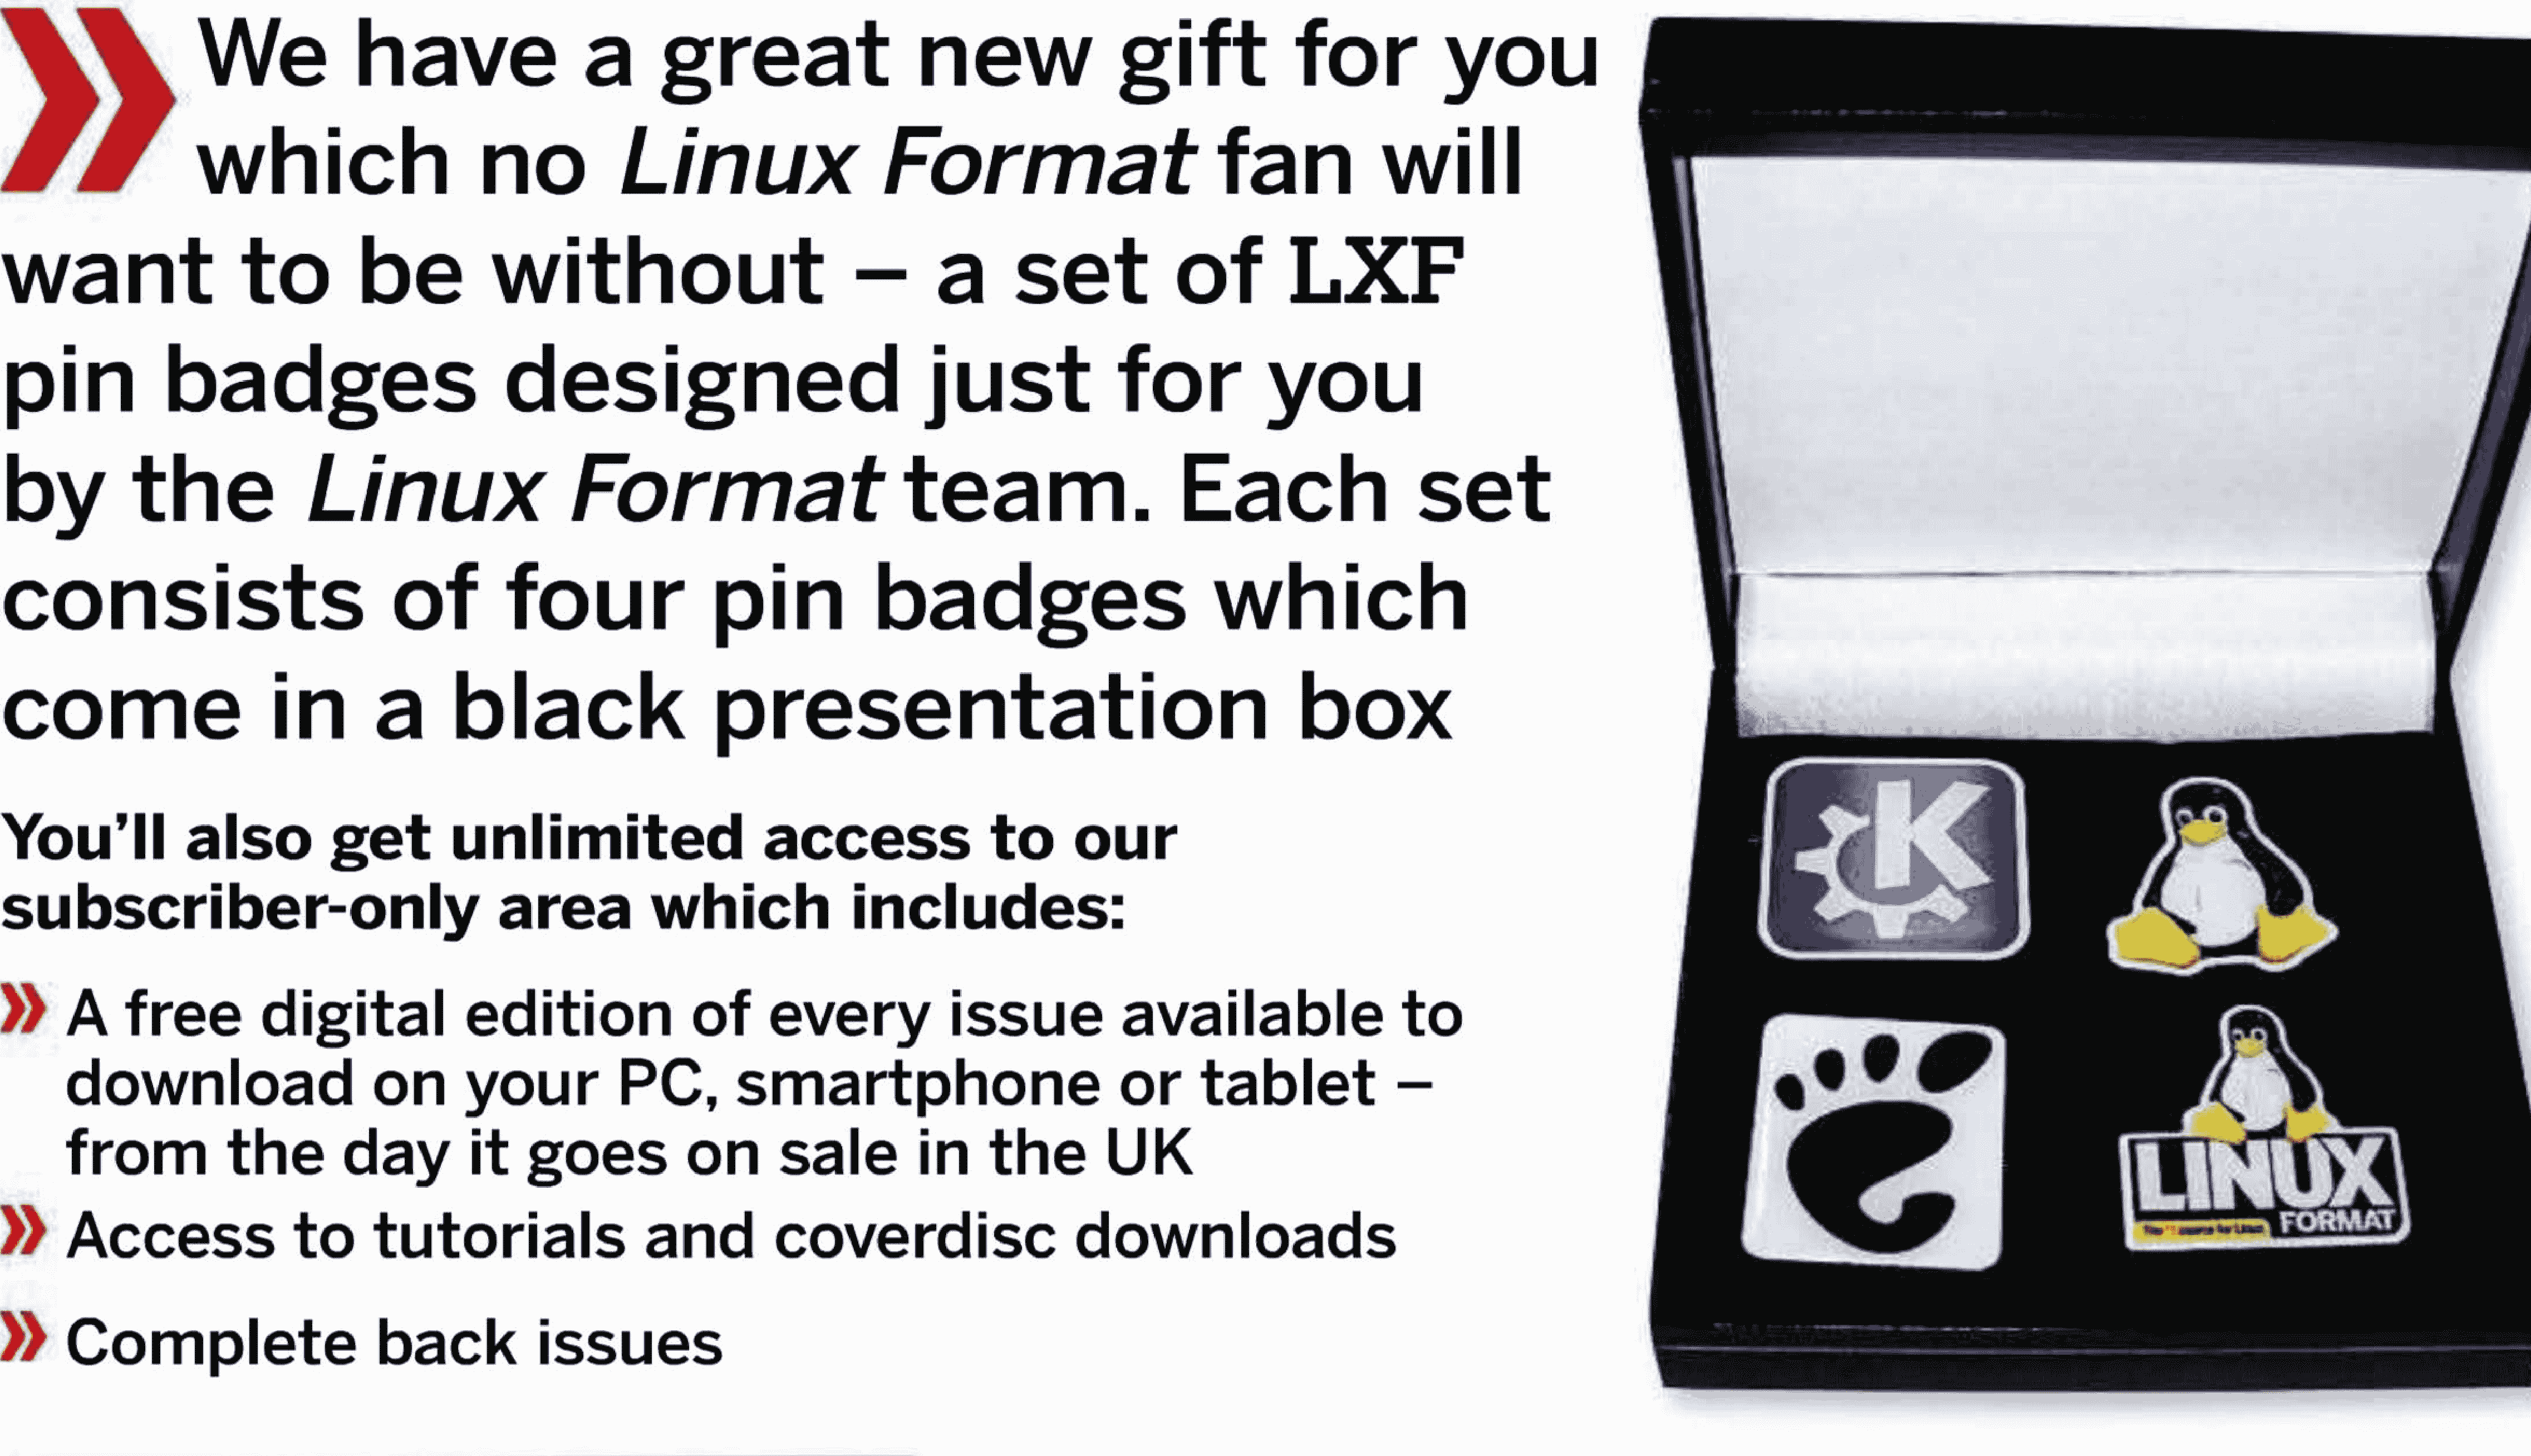 We have a great new gift for you
which no Linux Format fan will
want to be without – a set of LXF
pin badges designed just for you
by the Linux Format team. Each set
consists of four pin badges which
come in a black presentation box
You'll also get unlimited access to our
subscriber-only area which includes:
» A free digital edition of every issue available to
download on your PC, smartphone or tablet –
from the day it goes on sale in the UK
» Access to tutorials and coverdisc downloads
» Complete back issues
K
LINUX
FORMAT